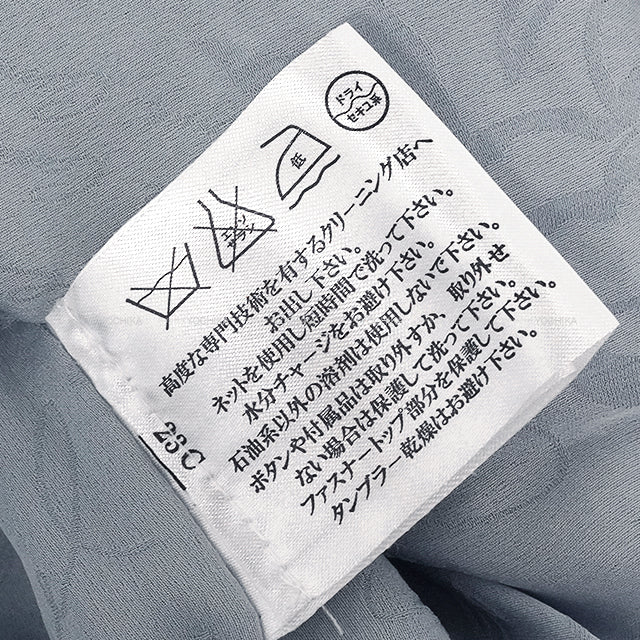 ドライ
セキユ系
低
エンソ
サラシ
高度な専門技術を有するクリーニング店へ
お出し下さい。
ネットを使用し短時間で洗って下さい。
水分チャージをお避け下さい。
石油系以外の溶剤は使用しないで下さい。
ボタンや付属品は取り外すか、取り外せ
ない場合は保護して洗って下さい。
ファスナートップ部分を保護して下さい。
タンブラー乾燥はお避け下さい。
23C